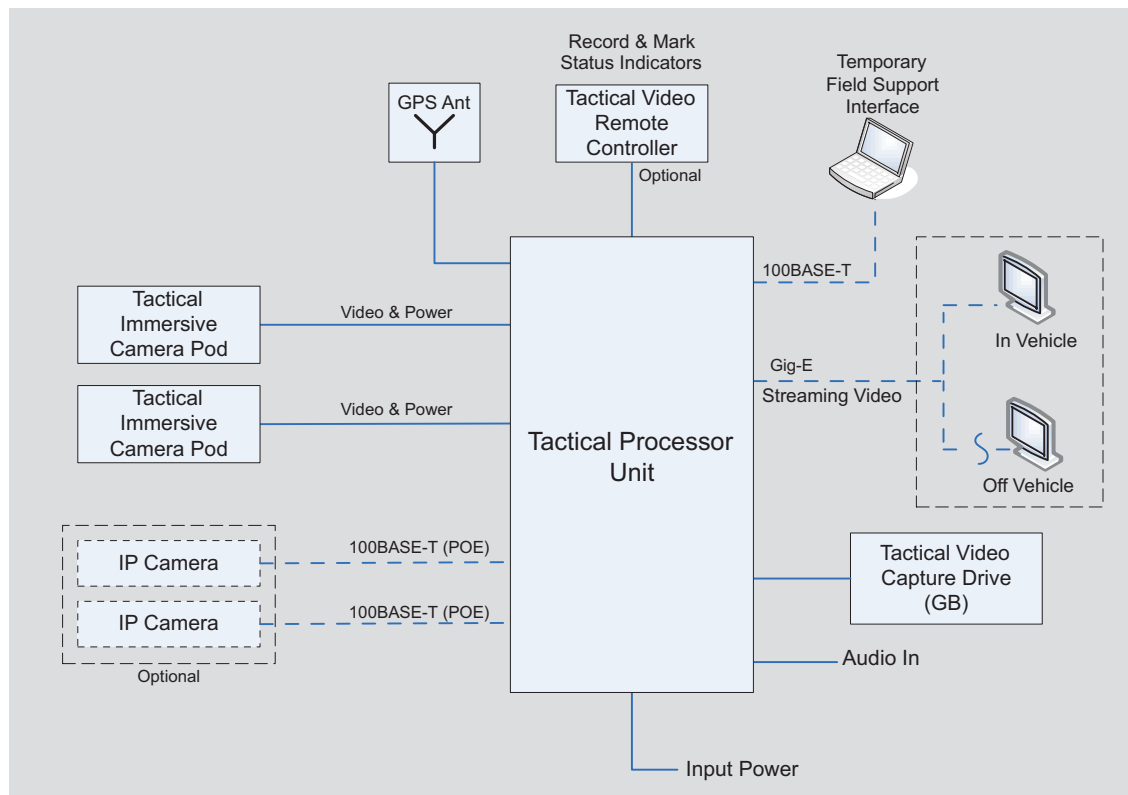 Record & Mark
Status Indicators
GPS Ant
Tactical Video
Remote
Controller
Optional
Temporary
Field Support
Interface
100BASE-T
Tactical
Immersive
Camera Pod
Video & Power
Tactical
Immersive
Camera Pod
Video & Power
Tactical Processor
Unit
Gig-E
Streaming Video
In Vehicle
Off Vehicle
IP Camera
100BASE-T (POE)
IP Camera
100BASE-T (POE)
Optional
Tactical Video
Capture Drive
(GB)
Audio In
Input Power